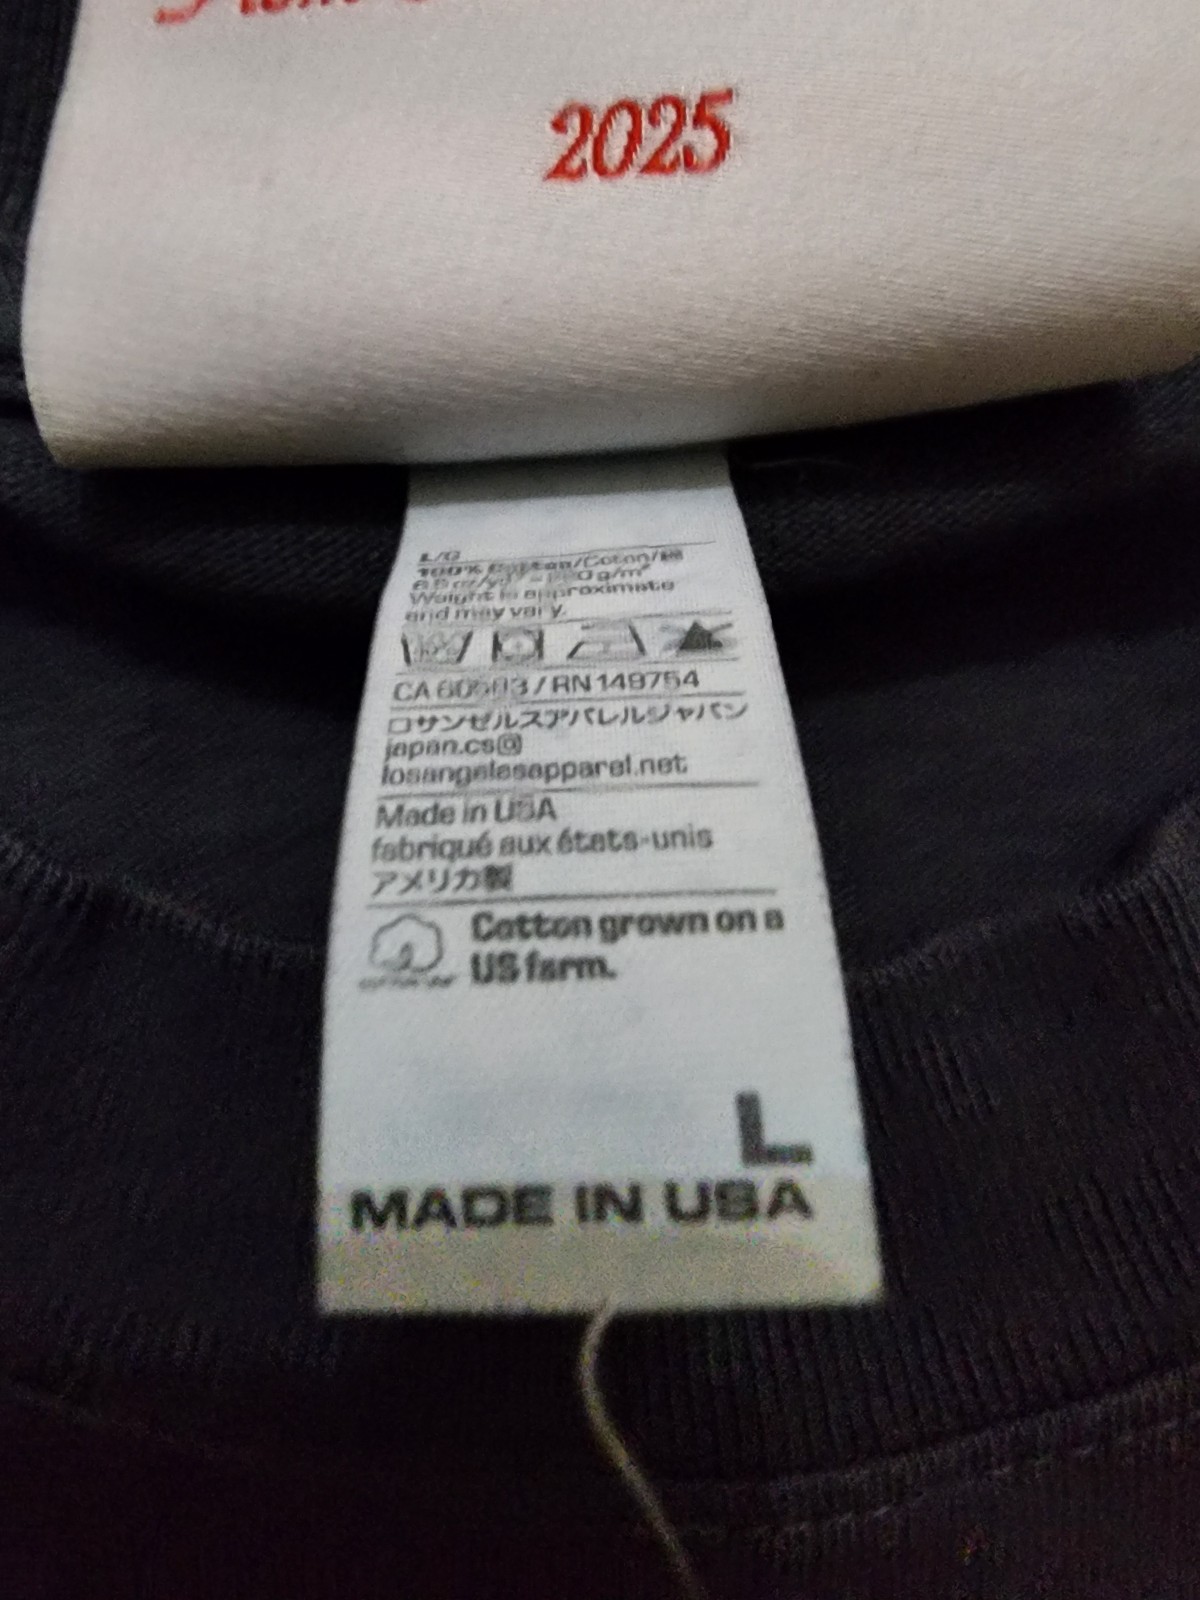 2025
L/G
100% Cotton/Coton/綿
Weight is approximate
and may vary.
CA / RN 149754
ロサンゼルスアパレルジャパン
japan.cs@
losangelesapparel.net
Made in USA
fabriqué aux états-unis
アメリカ製
Cotton grown on a
US farm.
L
MADE IN USA